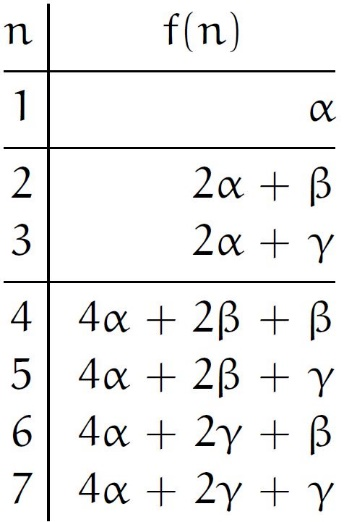 n f(n)
1 α
2 2α + β
3 2α + γ
4 4α + 2β + β
5 4α + 2β + γ
6 4α + 2γ + β
7 4α + 2γ + γ